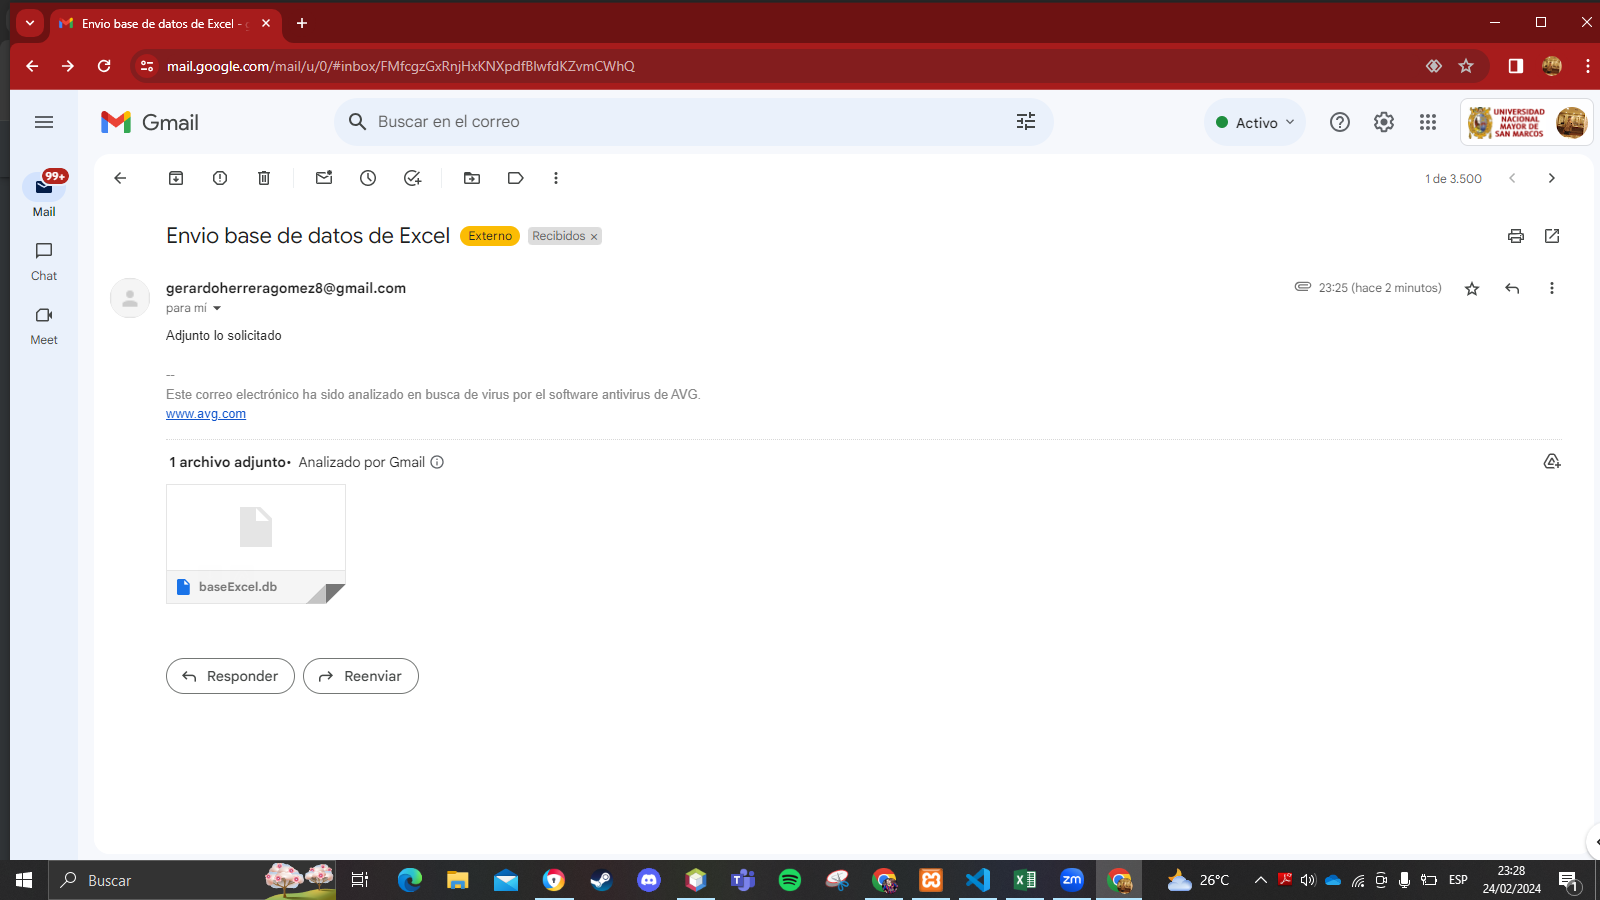 Envio base de datos de Excel -
mail.google.com/mail/u/0/#inbox/FMfcgzGxRnjHxKNXpdfBlwfdKZvmCWhQ
Gmail
Buscar en el correo
Activo
UNIVERSIDAD
NACIONAL
MAYOR DE
SAN MARCOS
99+
Mail
Chat
Meet
1 de 3.500
Envio base de datos de Excel
Externo
Recibidos ×
gerardoherreragomez8@gmail.com
23:25 (hace 2 minutos)
para mí
Adjunto lo solicitado
--
Este correo electrónico ha sido analizado en busca de virus por el software antivirus de AVG.
www.avg.com
1 archivo adjunto • Analizado por Gmail
baseExcel.db
Responder
Reenviar
Buscar
zm
26°C
ESP
23:28
24/02/2024
1